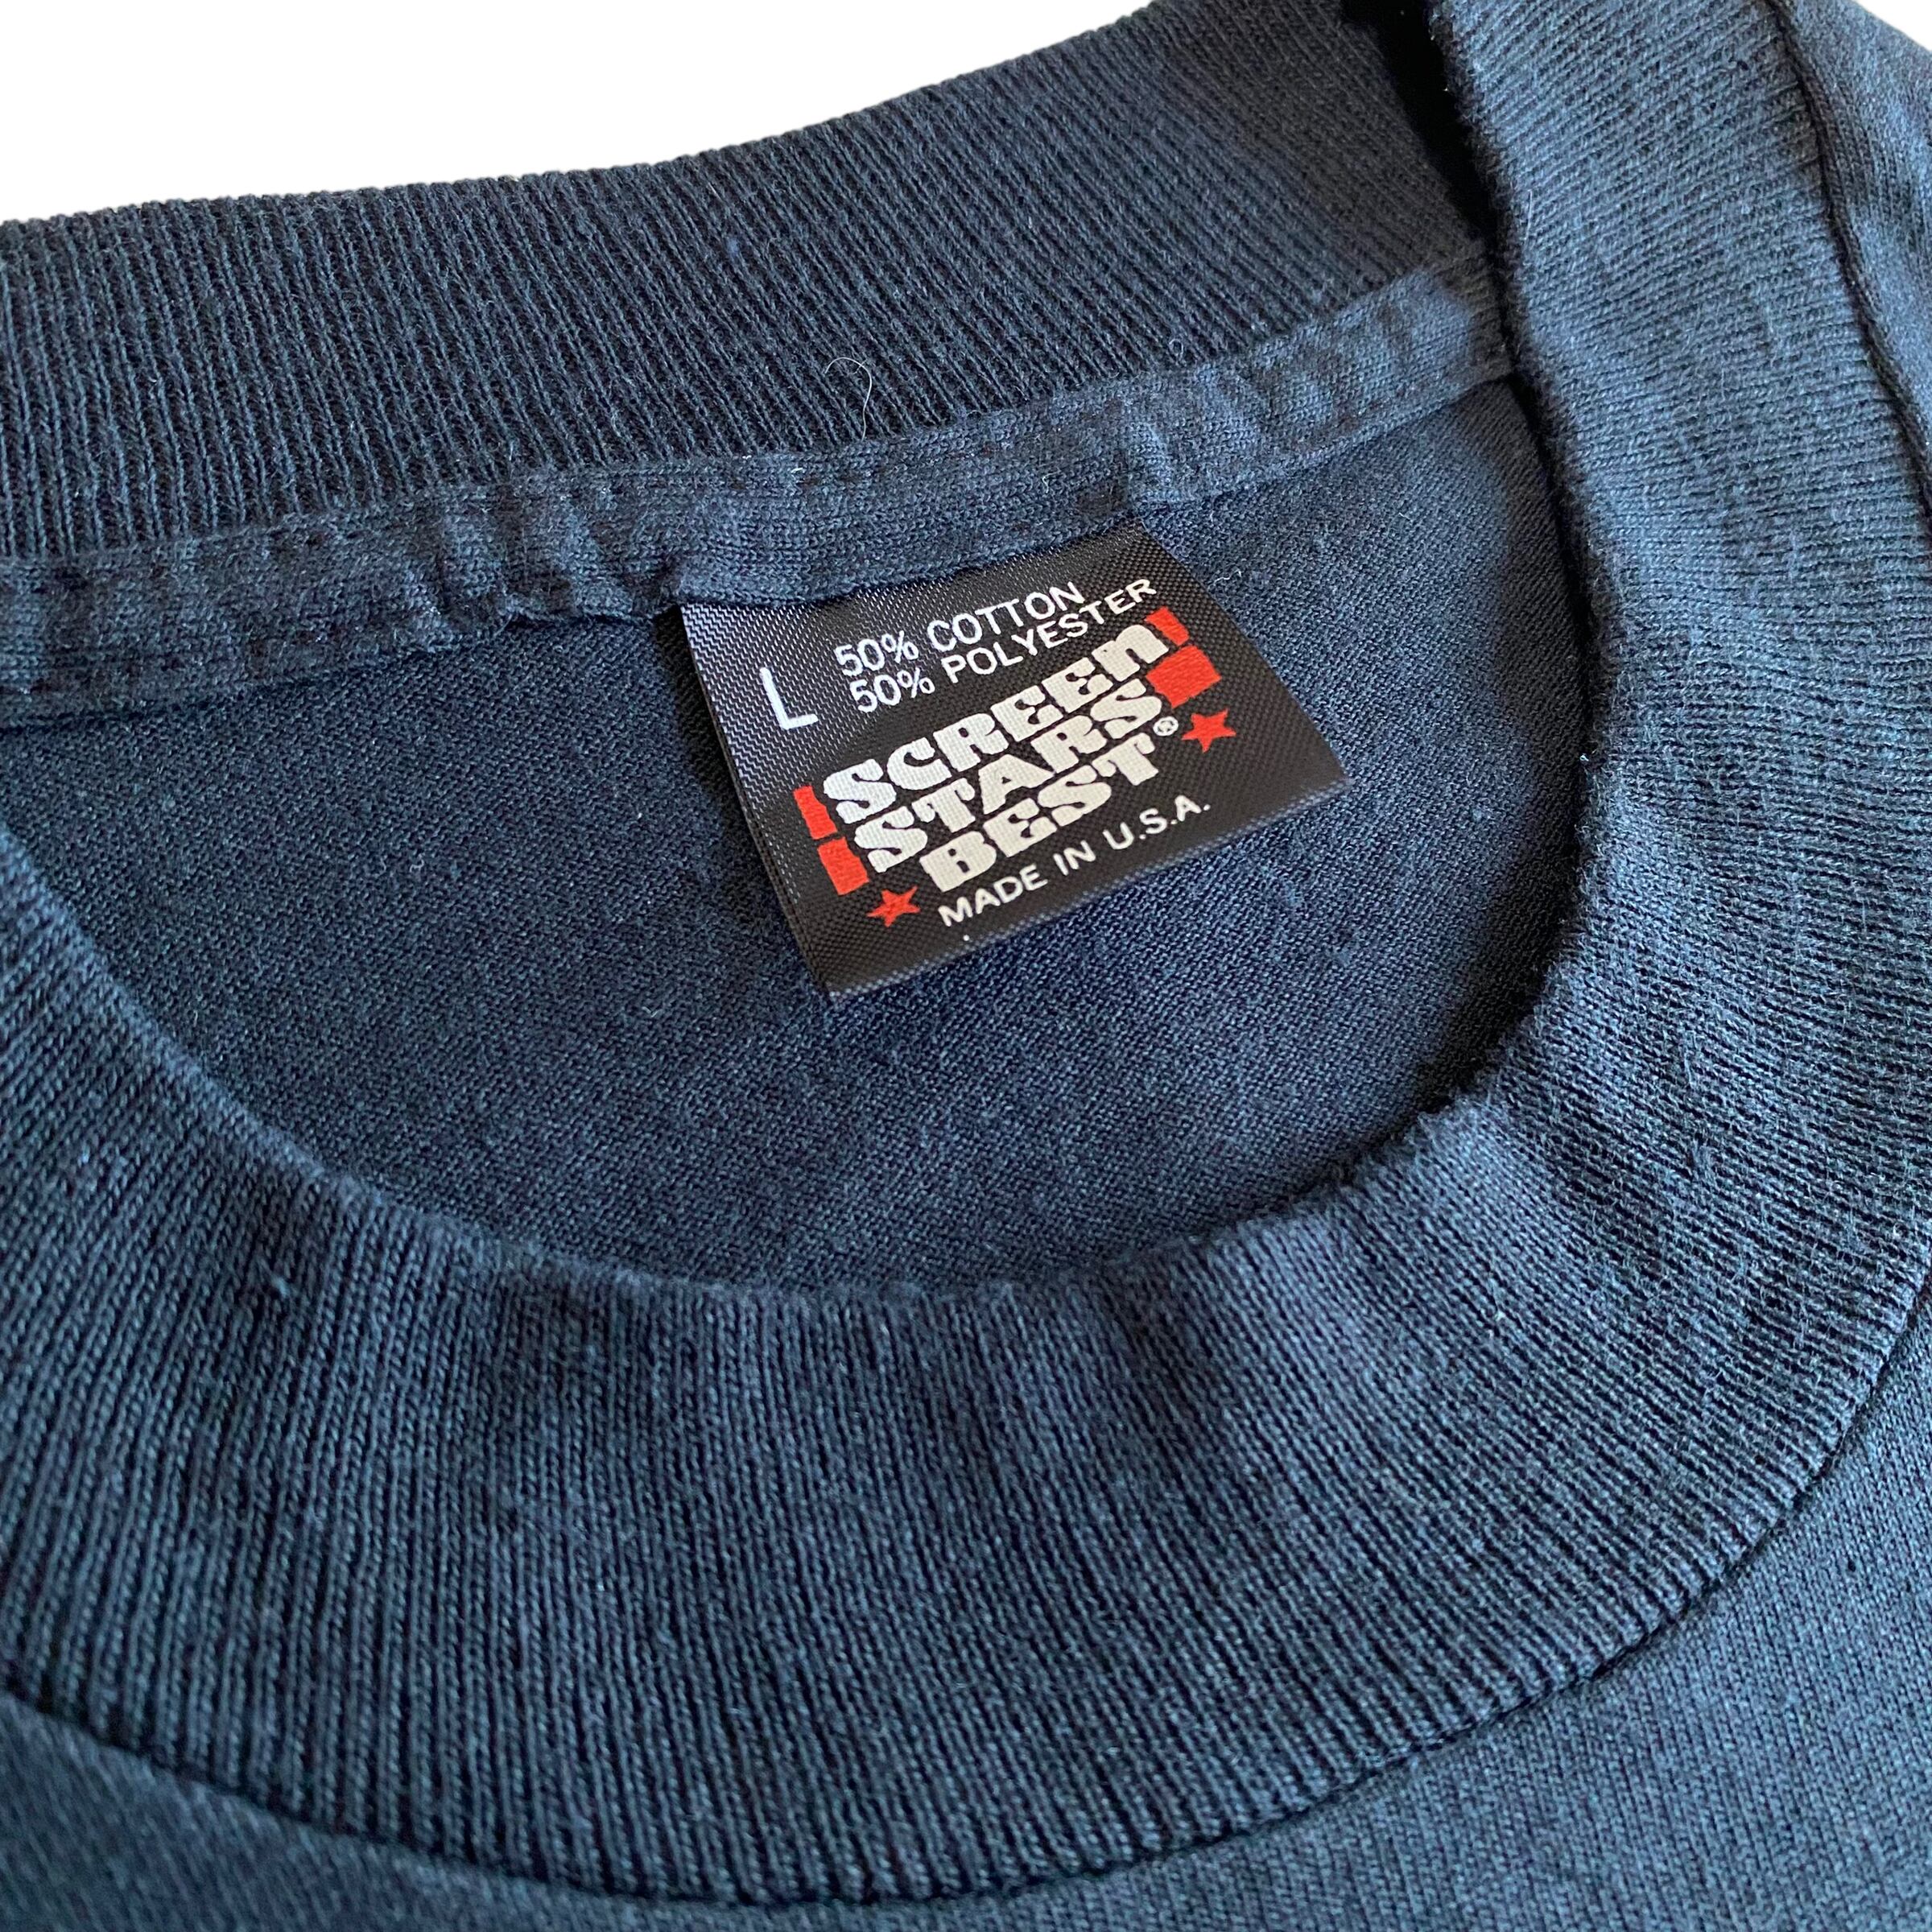 L
50% COTTON
50% POLYESTER
SCREEN
STARS
BEST®
MADE IN U.S.A.